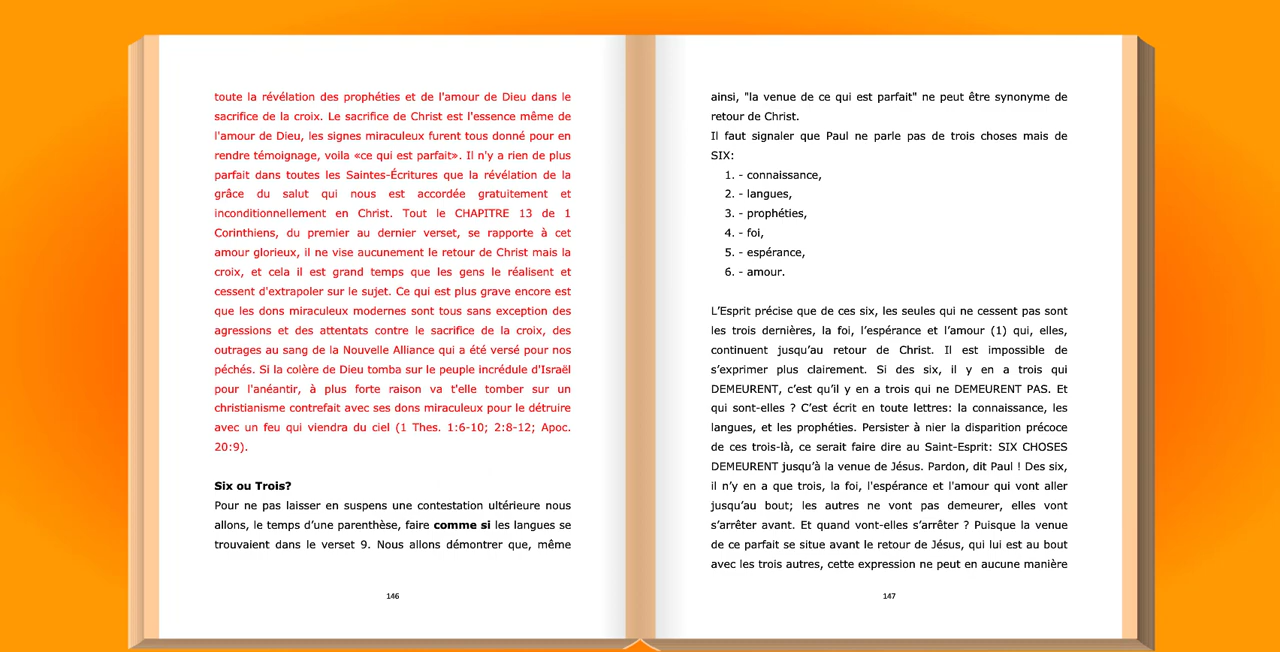 toute la révélation des prophéties et de l'amour de Dieu dans le
sacrifice de la croix. Le sacrifice de Christ est l'essence même de
l'amour de Dieu, les signes miraculeux furent tous donné pour en
rendre témoignage, voila «ce qui est parfait». Il n'y a rien de plus
parfait dans toutes les Saintes-Écritures que la révélation de la
grâce du salut qui nous est accordée gratuitement et
inconditionnellement en Christ. Tout le CHAPITRE 13 de 1
Corinthiens, du premier au dernier verset, se rapporte à cet
amour glorieux, il ne vise aucunement le retour de Christ mais la
croix, et cela il est grand temps que les gens le réalisent et
cessent d'extrapoler sur le sujet. Ce qui est plus grave encore est
que les dons miraculeux modernes sont tous sans exception des
agressions et des attentats contre le sacrifice de la croix, des
outrages au sang de la Nouvelle Alliance qui a été versé pour nos
péchés. Si la colère de Dieu tomba sur le peuple incrédule d'Israël
pour l'anéantir, à plus forte raison va t'elle tomber sur un
christianisme contrefait avec ses dons miraculeux pour le détruire
avec un feu qui viendra du ciel (1 Thes. 1:6-10; 2:8-12; Apoc.
20:9).
Six ou Trois?
Pour ne pas laisser en suspens une contestation ultérieure nous
allons, le temps d'une parenthèse, faire comme si les langues se
trouvaient dans le verset 9. Nous allons démontrer que, même
146
ainsi, "la venue de ce qui est parfait" ne peut être synonyme de
retour de Christ.
Il faut signaler que Paul ne parle pas de trois choses mais de
SIX:
1. - connaissance,
2. - langues,
3. - prophéties,
4. - foi,
5. - espérance,
6. - amour.
L'Esprit précise que de ces six, les seules qui ne cessent pas sont
les trois dernières, la foi, l'espérance et l'amour (1) qui, elles,
continuent jusqu'au retour de Christ. Il est impossible de
s'exprimer plus clairement. Si des six, il y en a trois qui
DEMEURENT, c'est qu'il y en a trois qui ne DEMEURENT PAS. Et
qui sont-elles ? C'est écrit en toute lettres: la connaissance, les
langues, et les prophéties. Persister à nier la disparition précoce
de ces trois-là, ce serait faire dire au Saint-Esprit: SIX CHOSES
DEMEURENT jusqu'à la venue de Jésus. Pardon, dit Paul ! Des six,
il n'y en a que trois, la foi, l'espérance et l'amour qui vont aller
jusqu'au bout; les autres ne vont pas demeurer, elles vont
s'arrêter avant. Et quand vont-elles s'arrêter ? Puisque la venue
de ce parfait se situe avant le retour de Jésus, qui lui est au bout
avec les trois autres, cette expression ne peut en aucune manière
147